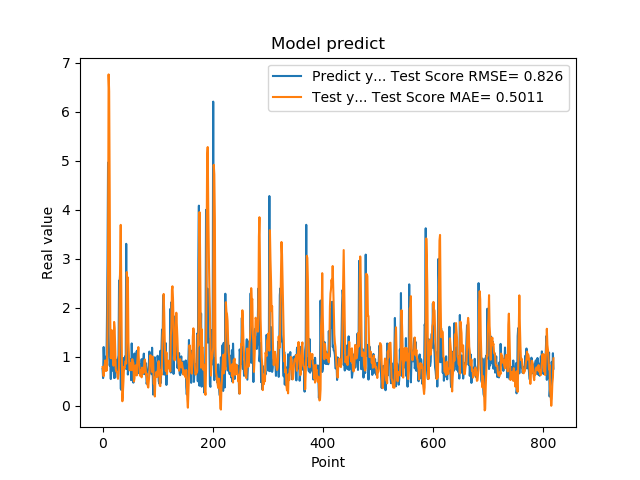 Model predict
Predict y... Test Score RMSE= 0.826
Test y... Test Score MAE= 0.5011
Real value
7
6
5
4
3
2
1
0
0 200 400 600 800
Point